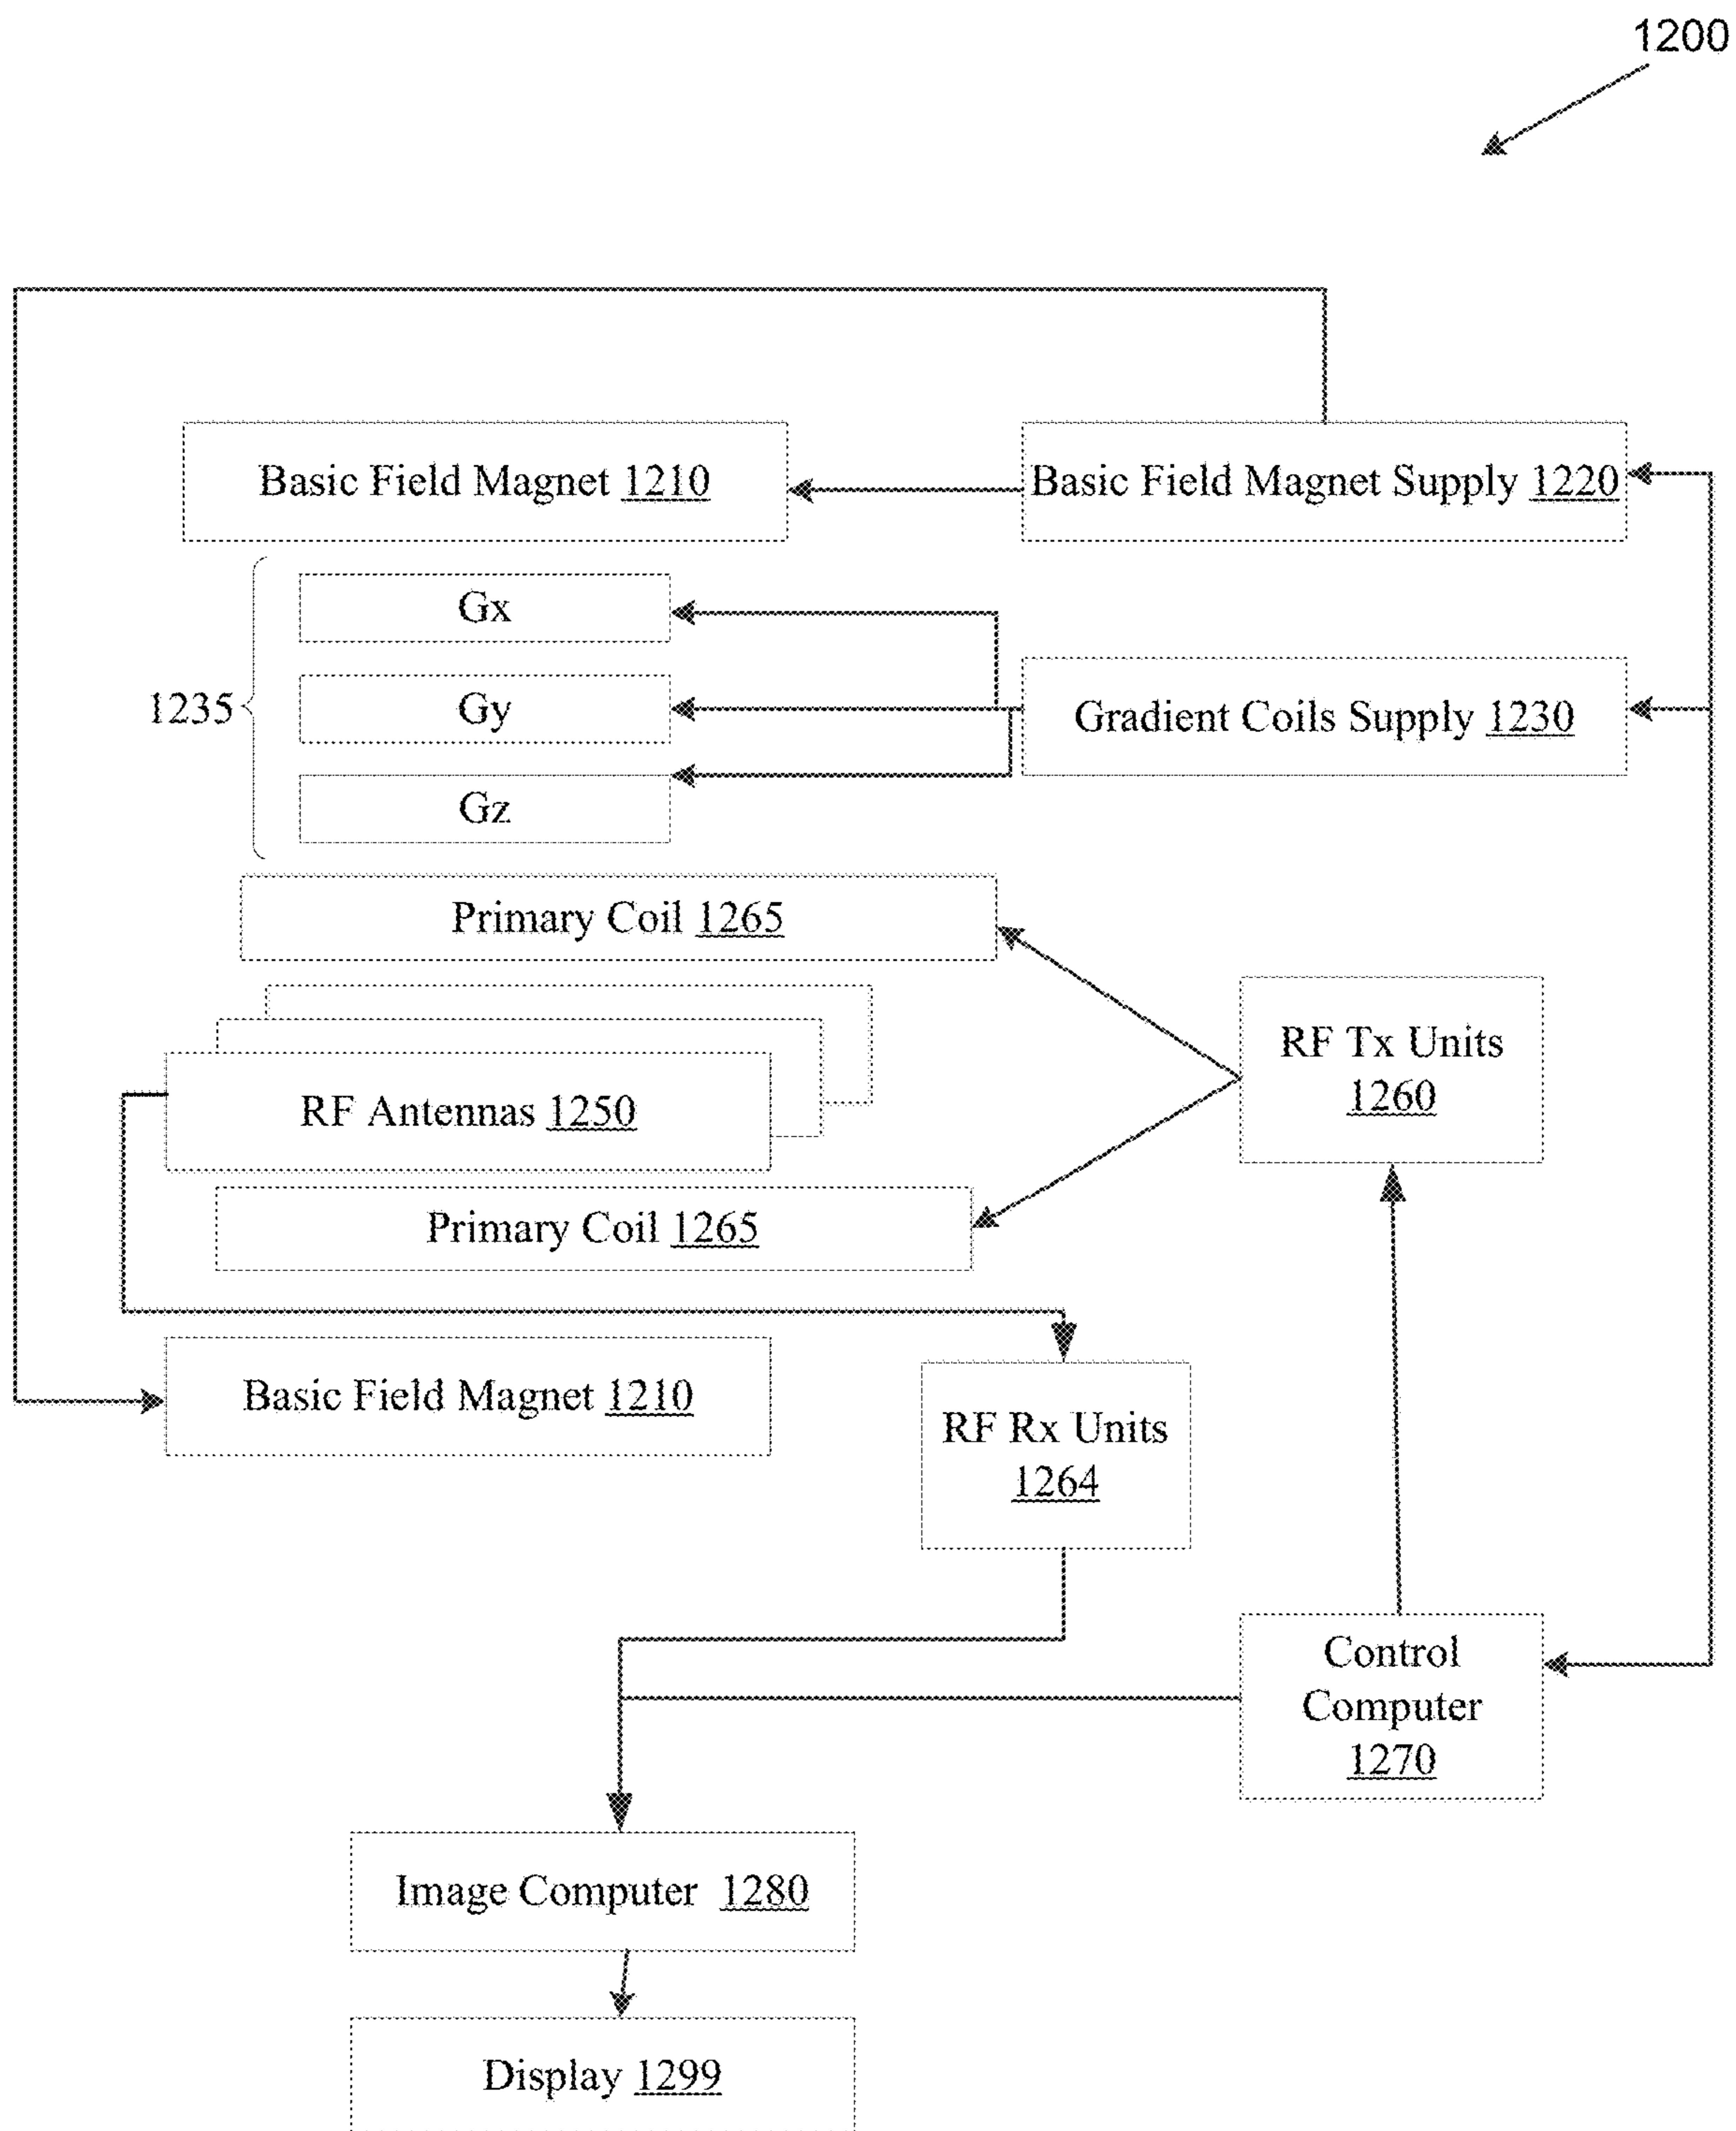 1200
Basic Field Magnet 1210
Basic Field Magnet Supply 1220
Gx
1235
Gy
Gradient Coils Supply 1230
Gz
Primary Coil 1265
RF Tx Units
1260
RF Antennas 1250
Primary Coil 1265
Basic Field Magnet 1210
RF Rx Units
1264
Control
Computer
1270
Image Computer 1280
Display 1299